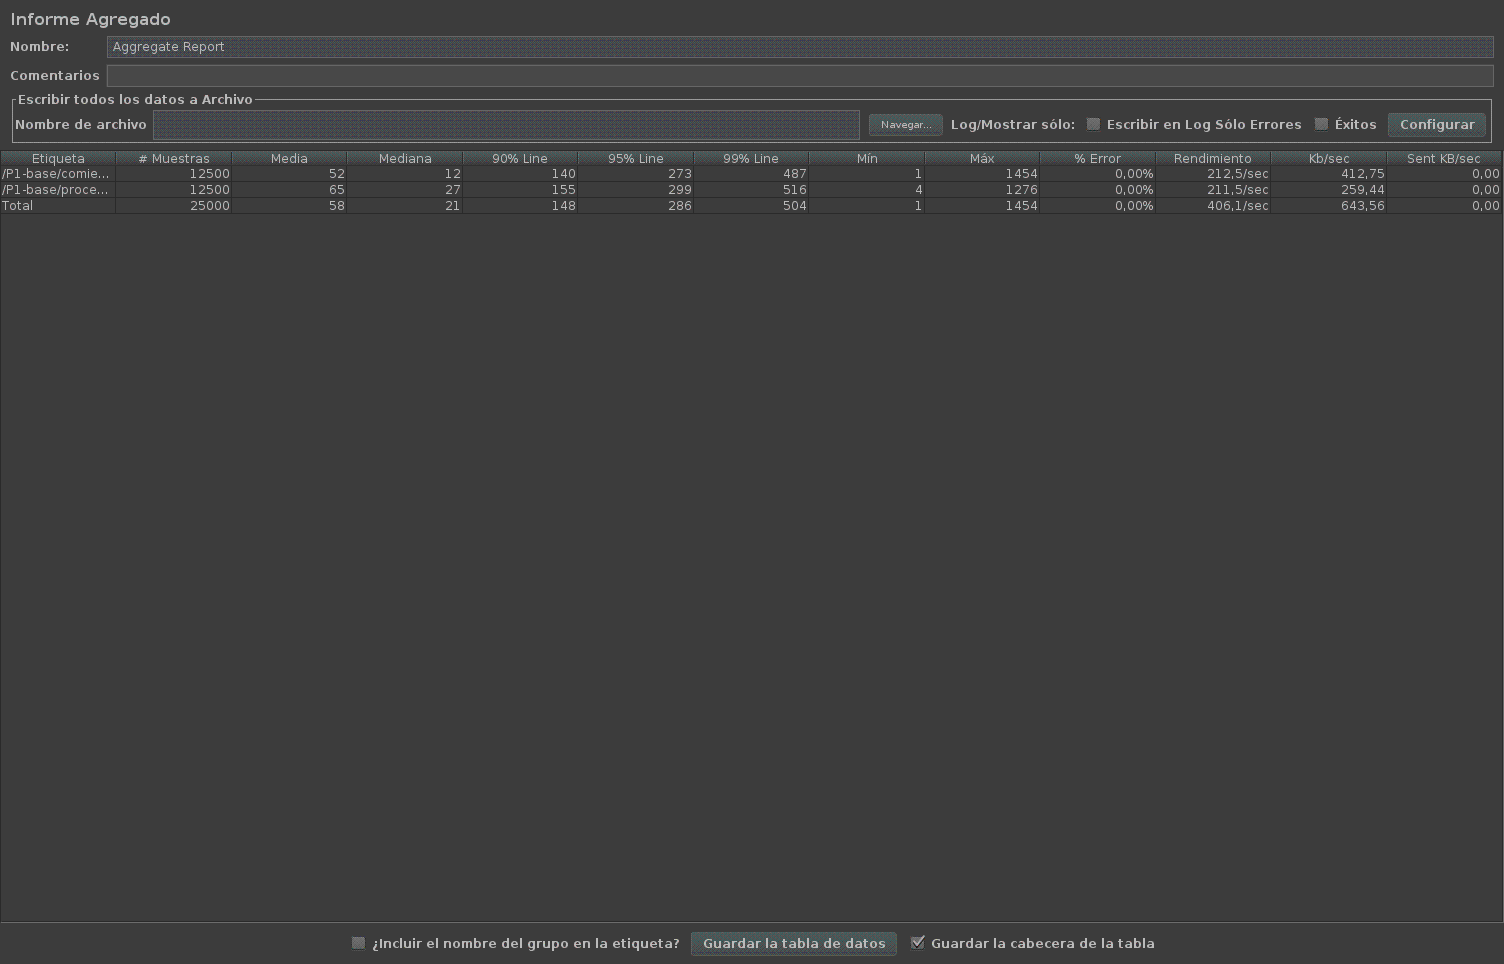 Informe Agregado
Nombre: Aggregate Report
Comentarios
Escribir todos los datos a Archivo
Nombre de archivo Navegar... Log/Mostrar sólo: Escribir en Log Sólo Errores Éxitos Configurar
Etiqueta # Muestras Media Mediana 90% Line 95% Line 99% Line Mín Máx % Error Rendimiento Kb/sec Sent KB/sec
/P1-base/comie... 12500 52 12 140 273 487 1 1454 0,00% 212,5/sec 412,75 0,00
/P1-base/proce... 12500 65 27 155 299 516 4 1276 0,00% 211,5/sec 259,44 0,00
Total 25000 58 21 148 286 504 1 1454 0,00% 406,1/sec 643,56 0,00
¿Incluir el nombre del grupo en la etiqueta? Guardar la tabla de datos Guardar la cabecera de la tabla